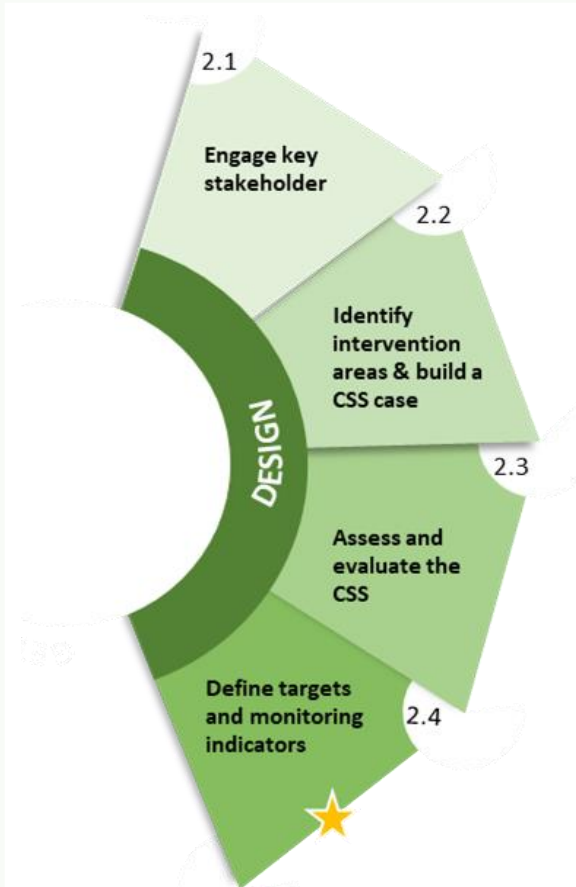 2.1
Engage key
stakeholder
2.2
Identify
intervention
areas & build a
CSS case
DESIGN
2.3
Assess and
evaluate the
CSS
2.4
Define targets
and monitoring
indicators